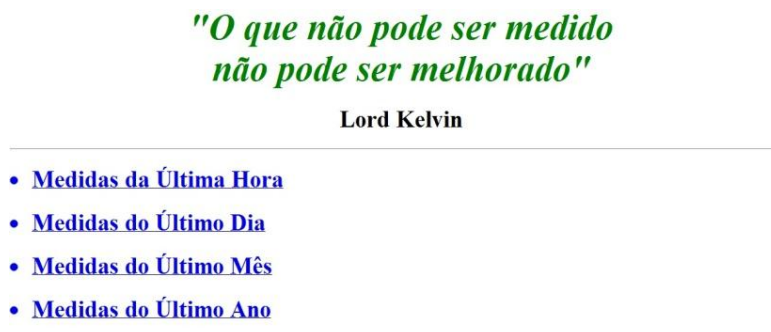 "O que não pode ser medido
não pode ser melhorado"
Lord Kelvin
• Medidas da Última Hora
• Medidas do Último Dia
• Medidas do Último Mês
• Medidas do Último Ano